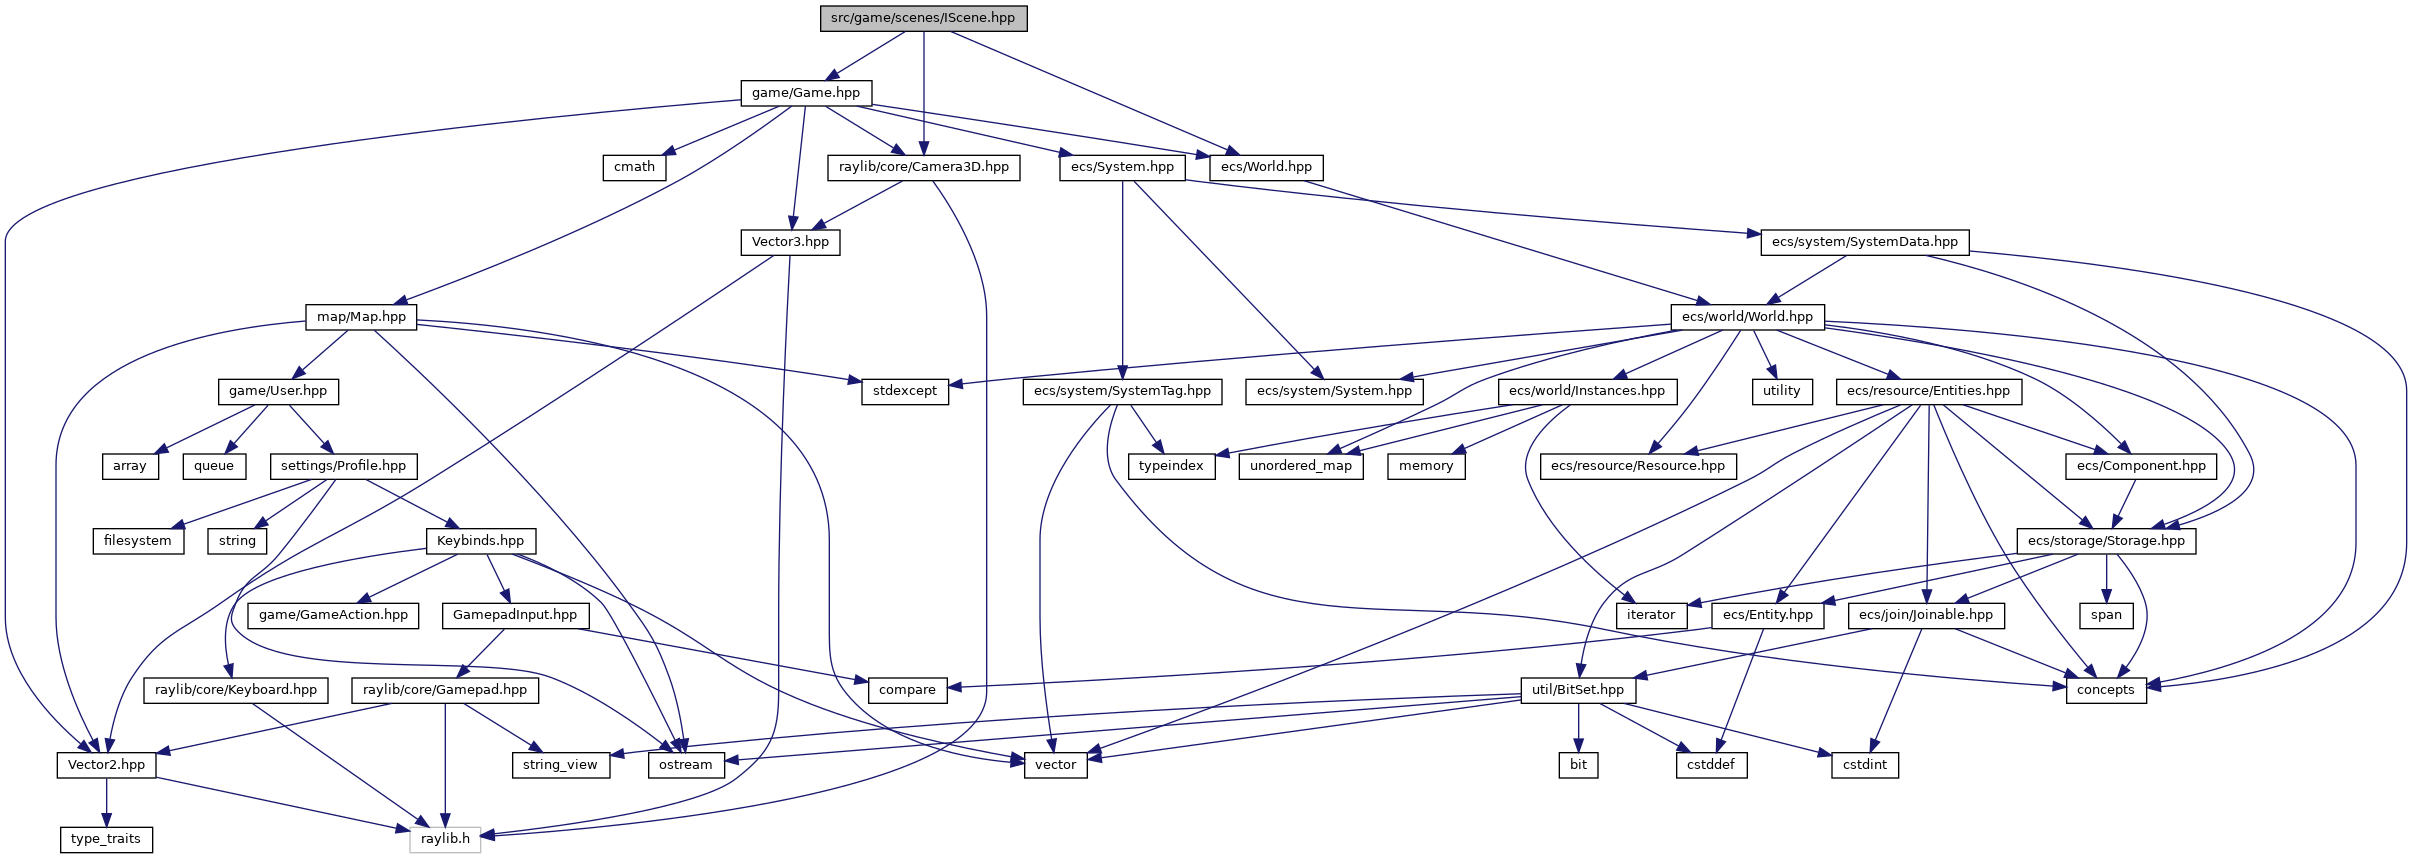 src/game/scenes/IScene.hpp
game/Game.hpp
cmath
raylib/core/Camera3D.hpp
ecs/System.hpp
ecs/World.hpp
Vector3.hpp
ecs/system/SystemData.hpp
map/Map.hpp
ecs/world/World.hpp
game/User.hpp
stdexcept
ecs/system/SystemTag.hpp
ecs/system/System.hpp
ecs/world/Instances.hpp
utility
ecs/resource/Entities.hpp
array
queue
settings/Profile.hpp
typeindex
unordered_map
memory
ecs/resource/Resource.hpp
ecs/Component.hpp
filesystem
string
Keybinds.hpp
ecs/storage/Storage.hpp
game/GameAction.hpp
GamepadInput.hpp
iterator
ecs/Entity.hpp
ecs/join/Joinable.hpp
span
raylib/core/Keyboard.hpp
raylib/core/Gamepad.hpp
compare
util/BitSet.hpp
concepts
Vector2.hpp
string_view
ostream
vector
bit
cstddef
cstdint
type_traits
raylib.h